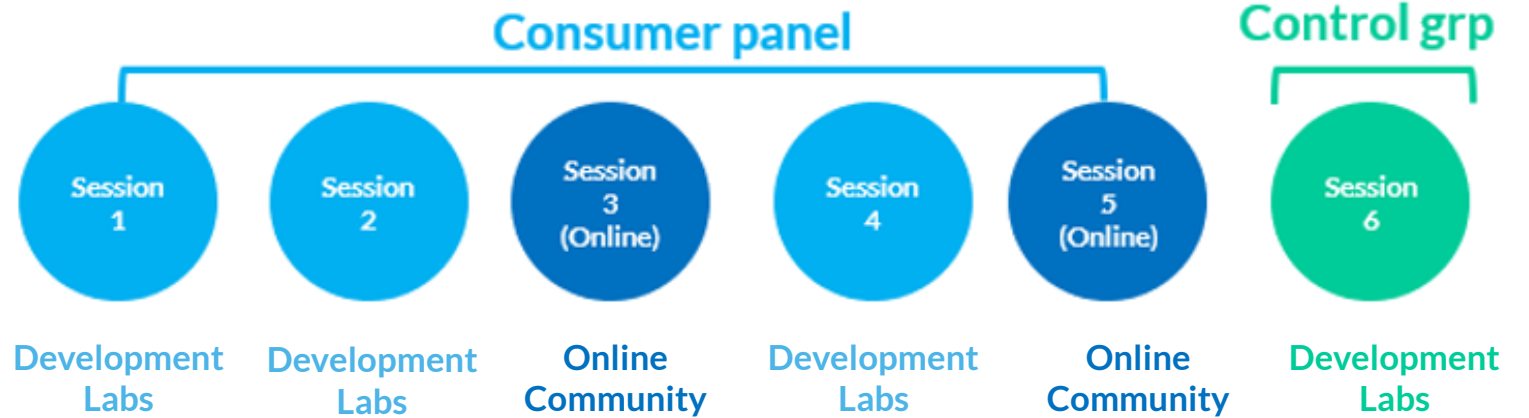 Consumer panel
Control grp
Session
1
Session
2
Session
3
(Online)
Session
4
Session
5
(Online)
Session
6
Development
Labs
Development
Labs
Online
Community
Development
Labs
Online
Community
Development
Labs